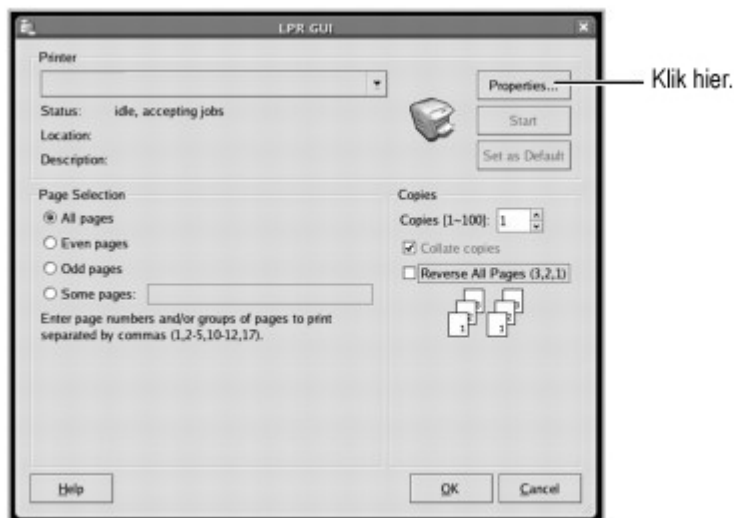 LPR GUI
Printer
Properties...
Klik hier.
Status: idle, accepting jobs
Start
Location:
Description:
Set as Default
Page Selection
Copies
All pages
Copies [1~100]: 1
Even pages
Collate copies
Odd pages
Reverse All Pages (3,2,1)
Some pages:
Enter page numbers and/or groups of pages to print
separated by commas (1,2-5,10-12,17).
1 1
Help
OK
Cancel